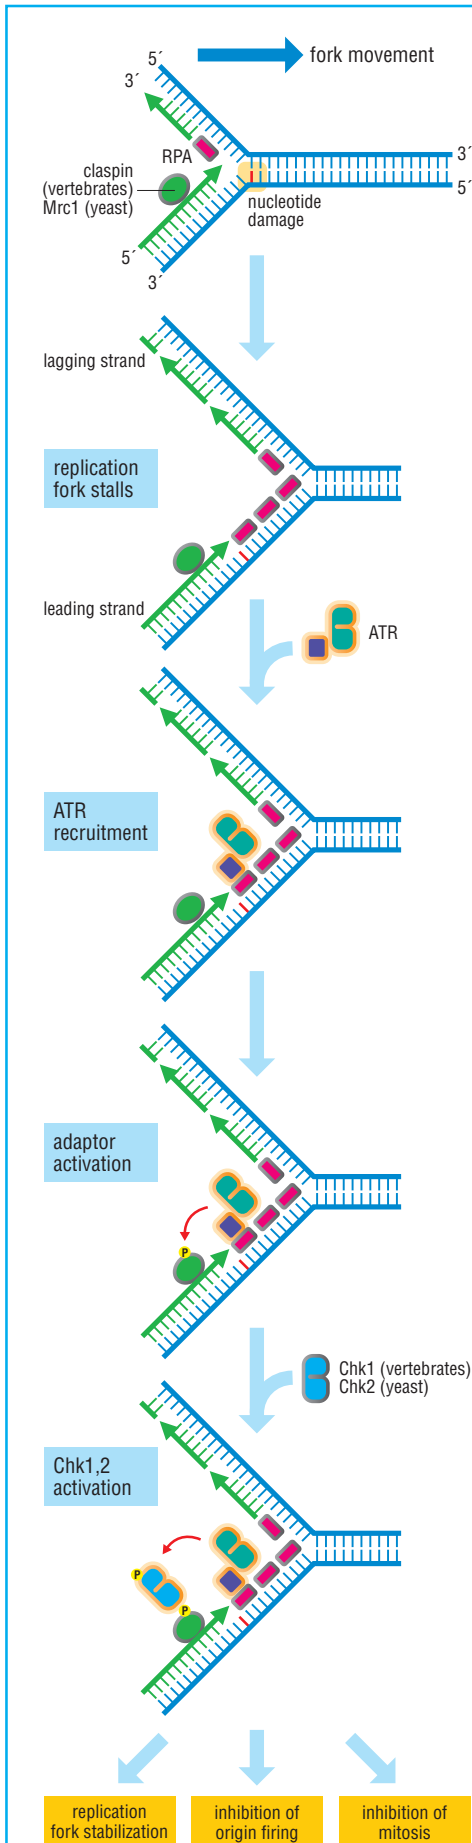 5´
fork movement
3´
RPA
3´
claspin
(vertebrates)
Mrc1 (yeast)
5´
nucleotide
damage
5´
3´
lagging strand
replication
fork stalls
leading strand
ATR
ATR
recruitment
adaptor
activation
P
Chk1 (vertebrates)
Chk2 (yeast)
Chk1,2
activation
P
P
replication
fork stabilization
inhibition of
origin firing
inhibition of
mitosis